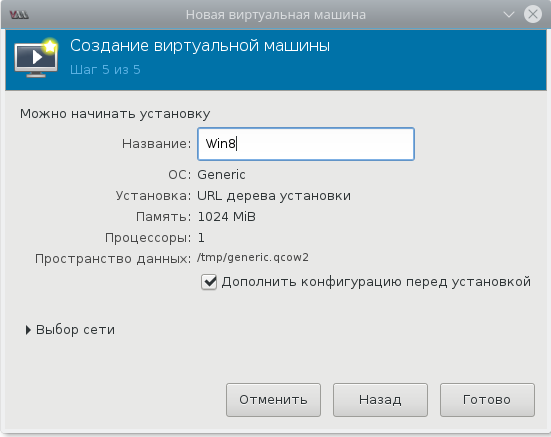 Новая виртуальная машина
Создание виртуальной машины
Шаг 5 из 5
Можно начинать установку
Название: Win8
ОС: Generic
Установка: URL дерева установки
Память: 1024 MiB
Процессоры: 1
Пространство данных: /tmp/generic.qcow2
Дополнить конфигурацию перед установкой
Выбор сети
Отменить Назад Готово